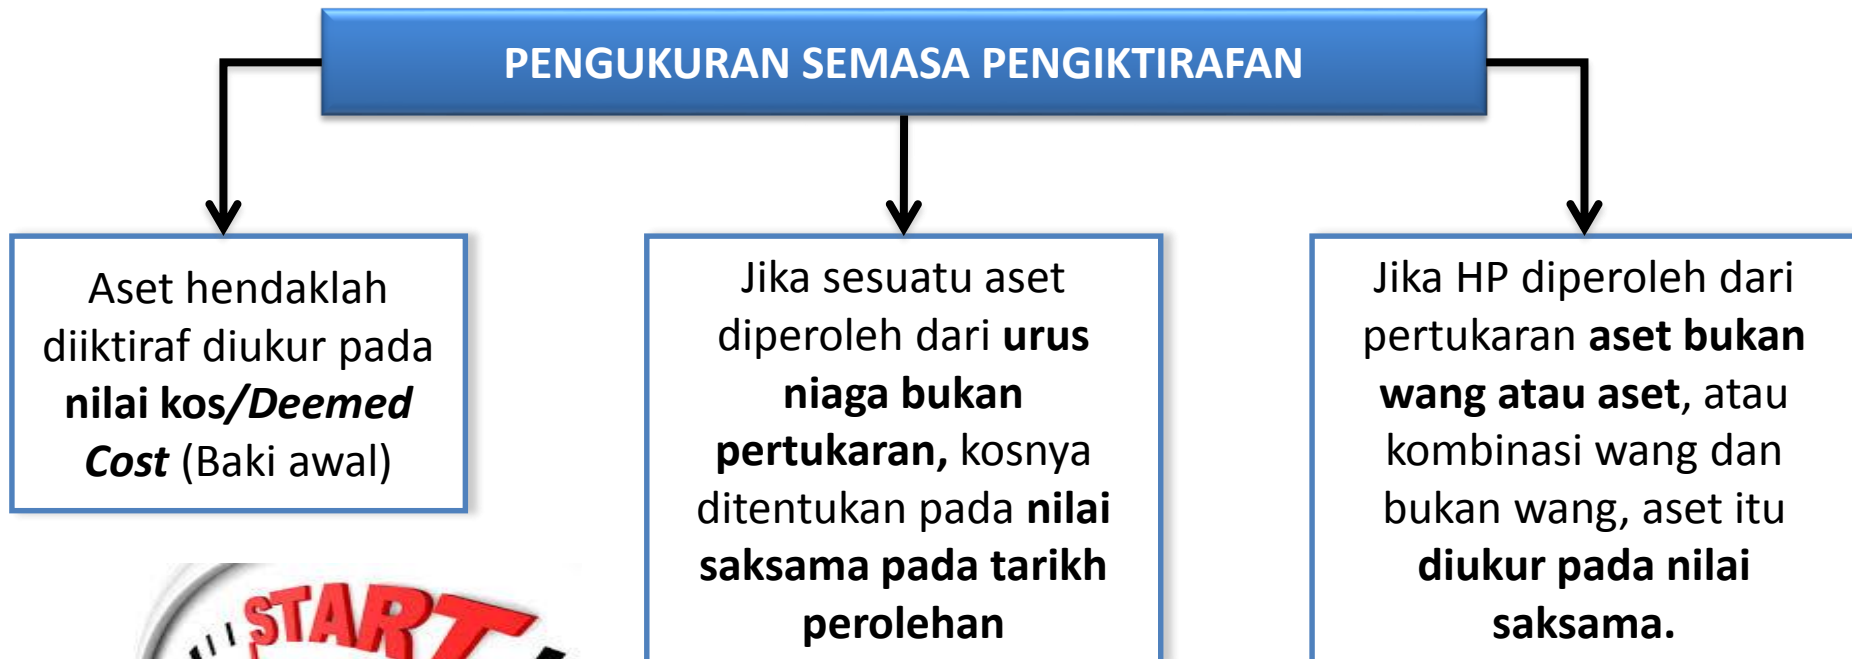 PENGUKURAN SEMASA PENGIKTIRAFAN
Aset hendaklah
diiktiraf diukur pada
nilai kos/Deemed
Cost (Baki awal)
Jika sesuatu aset
diperoleh dari urus
niaga bukan
pertukaran, kosnya
ditentukan pada nilai
saksama pada tarikh
perolehan
Jika HP diperoleh dari
pertukaran aset bukan
wang atau aset, atau
kombinasi wang dan
bukan wang, aset itu
diukur pada nilai
saksama.
START